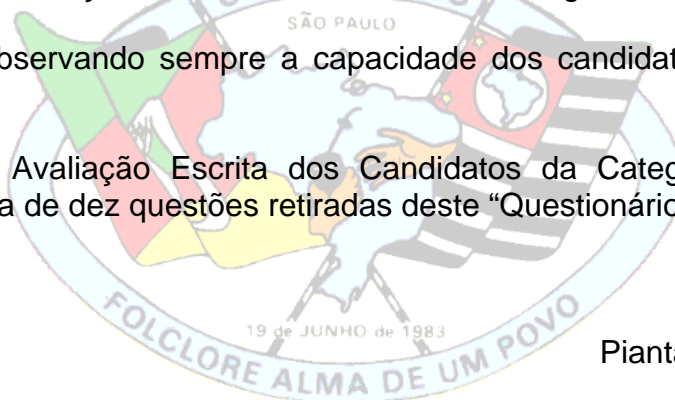 SÃO PAULO
bservando sempre a capacidade dos candidat
Avaliação Escrita dos Candidatos da Categ
a de dez questões retiradas deste “Questionário
19 de JUNHO de 1983
Pianta
FOLCLORE ALMA DE UM POVO